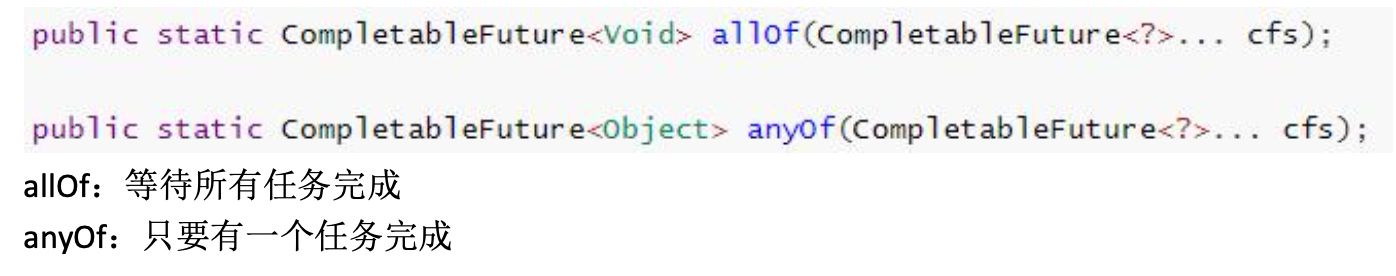 public static CompletableFuture<Void> allOf(CompletableFuture<?>... cfs);
public static CompletableFuture<Object> anyOf(CompletableFuture<?>... cfs);
allOf：等待所有任务完成
anyOf：只要有一个任务完成